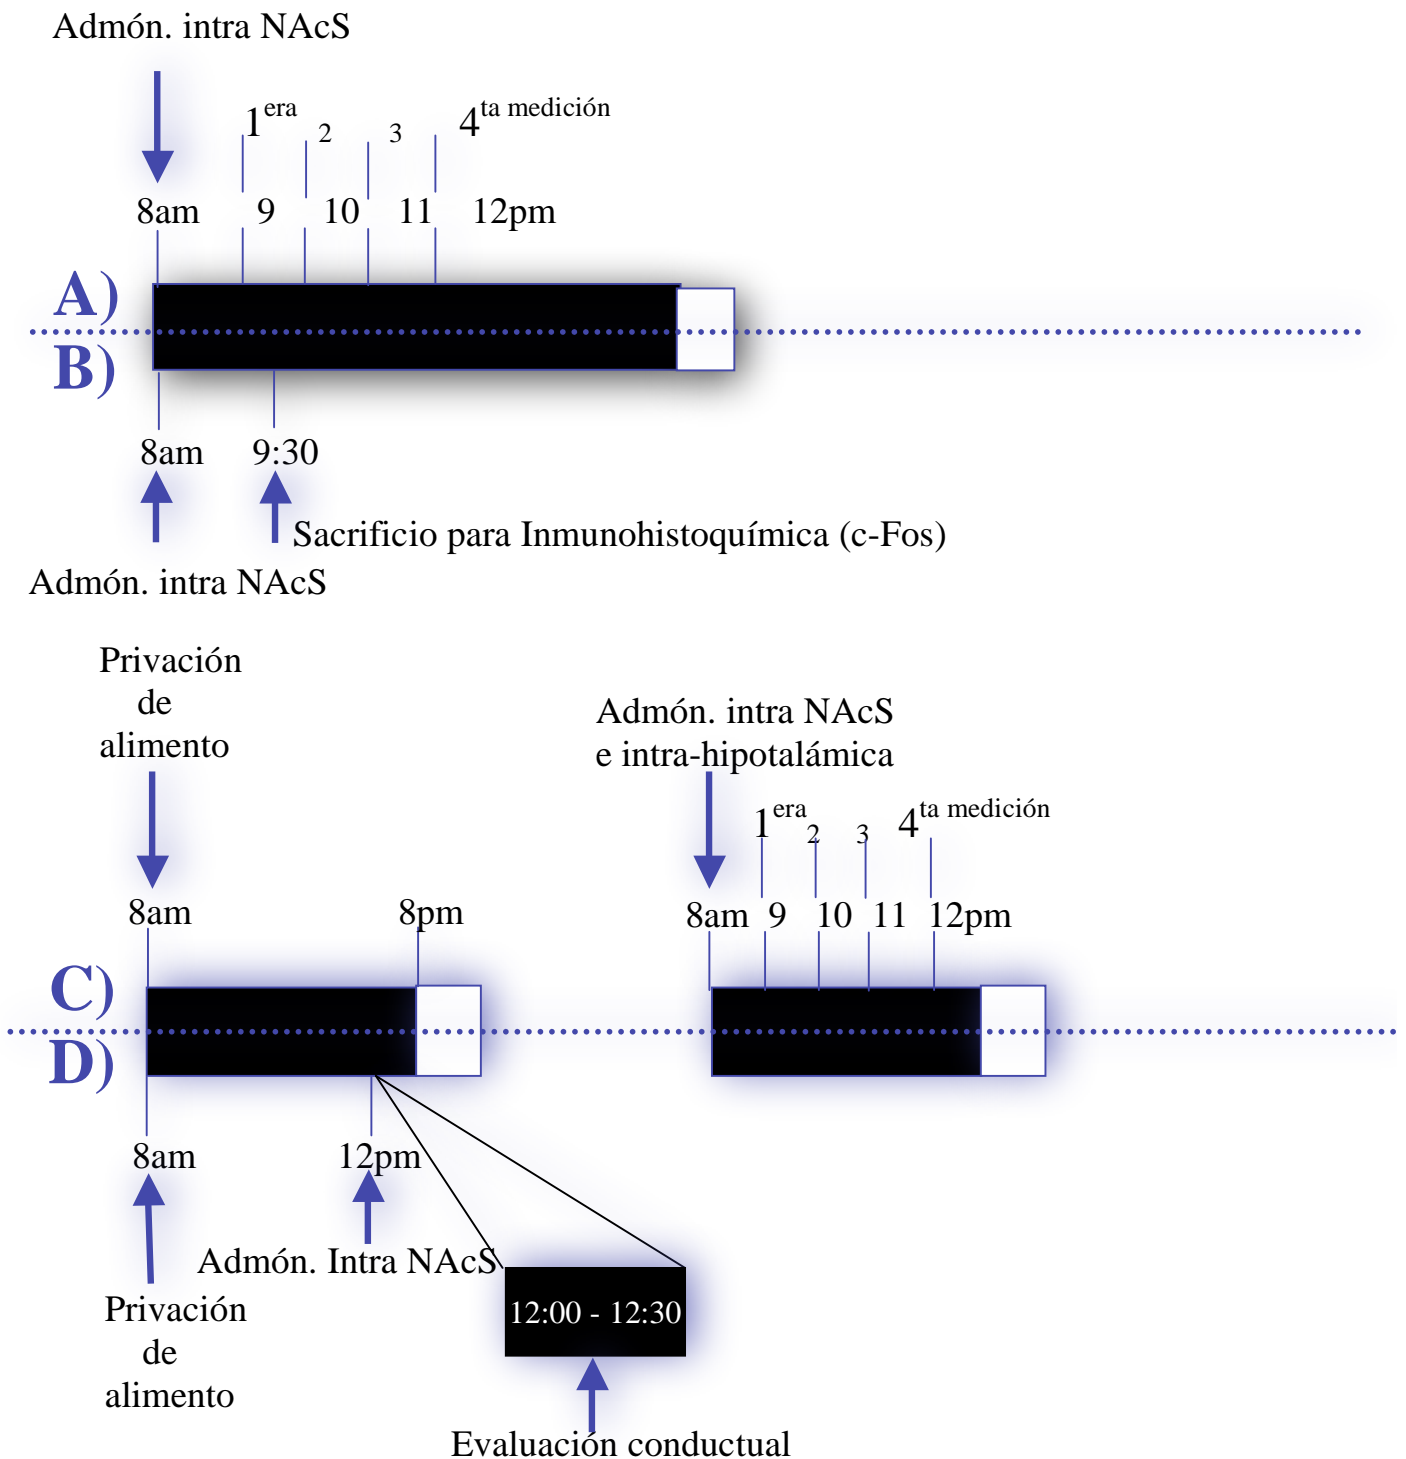 Admón. intra NAcS
1era 2 3 4ta medición
8am 9 10 11 12pm
A)
B)
8am 9:30
Sacrificio para Inmunohistoquímica (c-Fos)
Admón. intra NAcS
Privación
de
alimento
Admón. intra NAcS
e intra-hipotalámica
1era 2 3 4ta medición
8am 8pm 8am 9 10 11 12pm
C)
D)
8am 12pm
Admón. Intra NAcS
12:00 - 12:30
Privación
de
alimento
Evaluación conductual